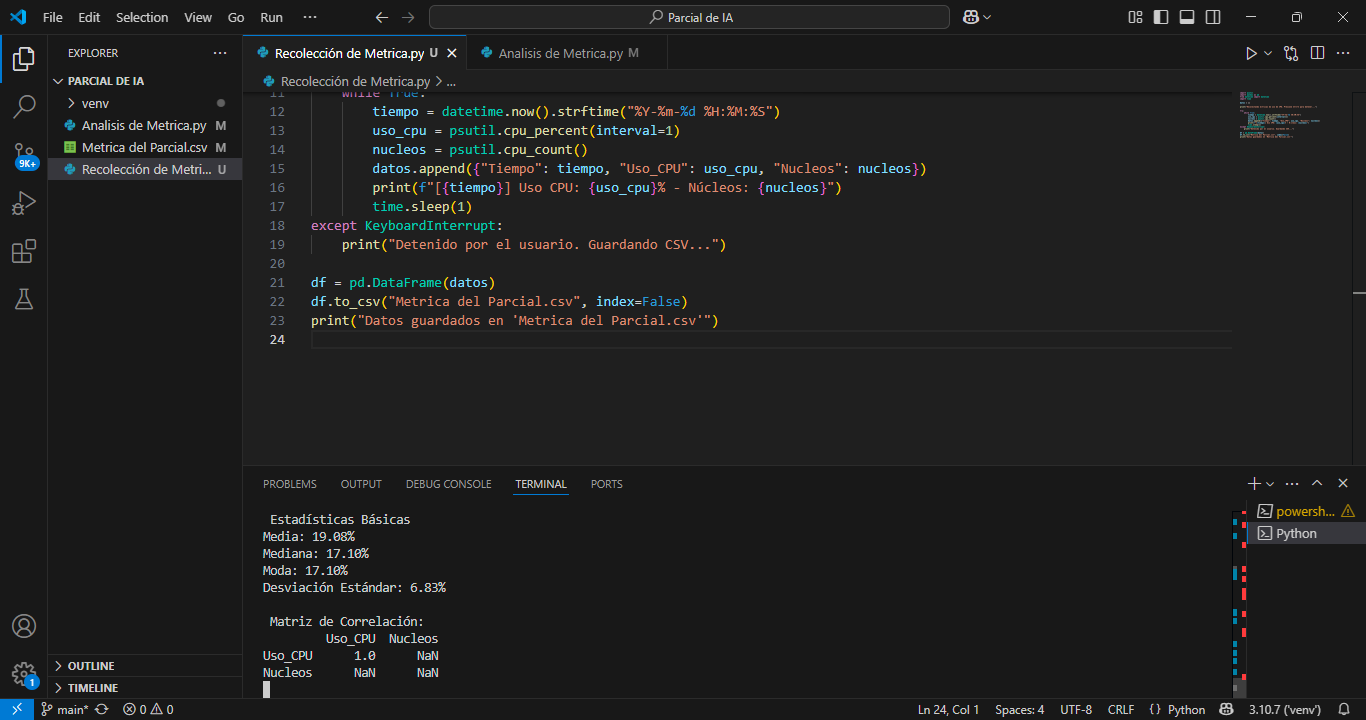 File Edit Selection View Go Run ···
Parcial de IA
EXPLORER ···
PARCIAL DE IA
venv
Analisis de Metrica.py M
Metrica del Parcial.csv M
Recolección de Metri... U
9K+
OUTLINE
TIMELINE
1
Recolección de Metrica.py U
Analisis de Metrica.py M
Recolección de Metrica.py > ...
11 while True:
12 tiempo = datetime.now().strftime("%Y-%m-%d %H:%M:%S")
13 uso_cpu = psutil.cpu_percent(interval=1)
14 nucleos = psutil.cpu_count()
15 datos.append({"Tiempo": tiempo, "Uso_CPU": uso_cpu, "Nucleos": nucleos})
16 print(f"[{tiempo}] Uso CPU: {uso_cpu}% - Núcleos: {nucleos}")
17 time.sleep(1)
18 except KeyboardInterrupt:
19 print("Detenido por el usuario. Guardando CSV...")
20
21 df = pd.DataFrame(datos)
22 df.to_csv("Metrica del Parcial.csv", index=False)
23 print("Datos guardados en 'Metrica del Parcial.csv'")
24
PROBLEMS OUTPUT DEBUG CONSOLE TERMINAL PORTS
Estadísticas Básicas
Media: 19.08%
Mediana: 17.10%
Moda: 17.10%
Desviación Estándar: 6.83%
Matriz de Correlación:
Uso_CPU Nucleos
Uso_CPU 1.0 NaN
Nucleos NaN NaN
powersh...
Python
main* 0 0
Ln 24, Col 1 Spaces: 4 UTF-8 CRLF {} Python 3.10.7 ('venv')